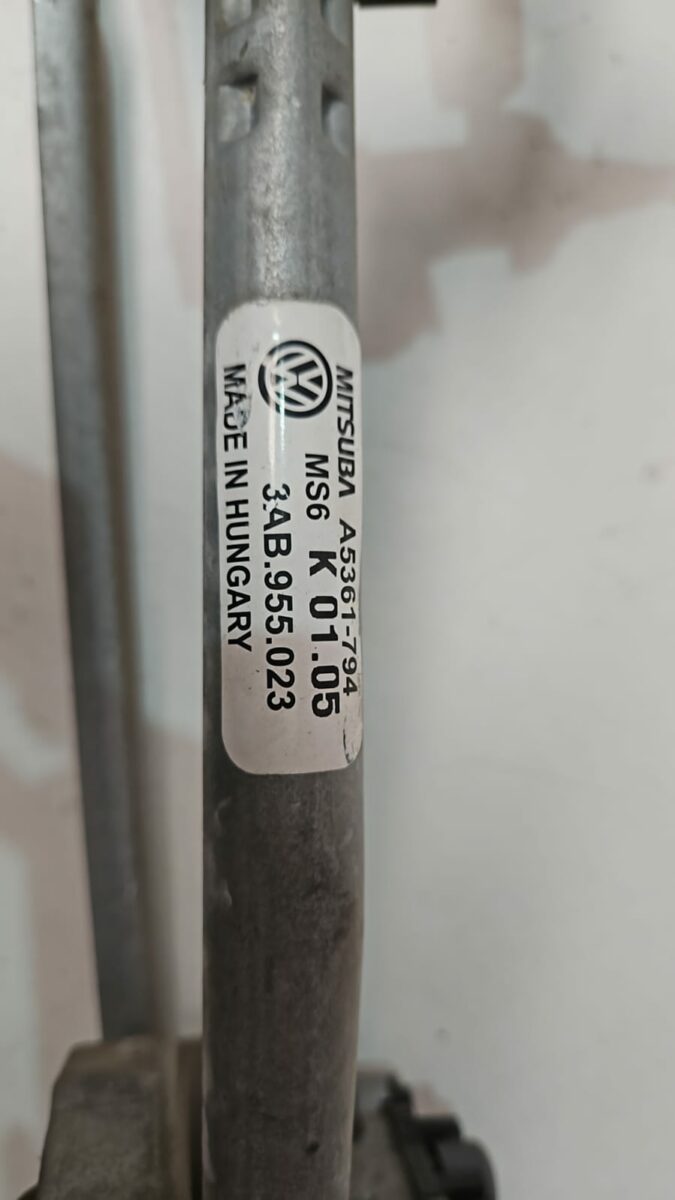 MITSUBA A5361-794
MS6 K 01.05
3AB.955.023
MADE IN HUNGARY